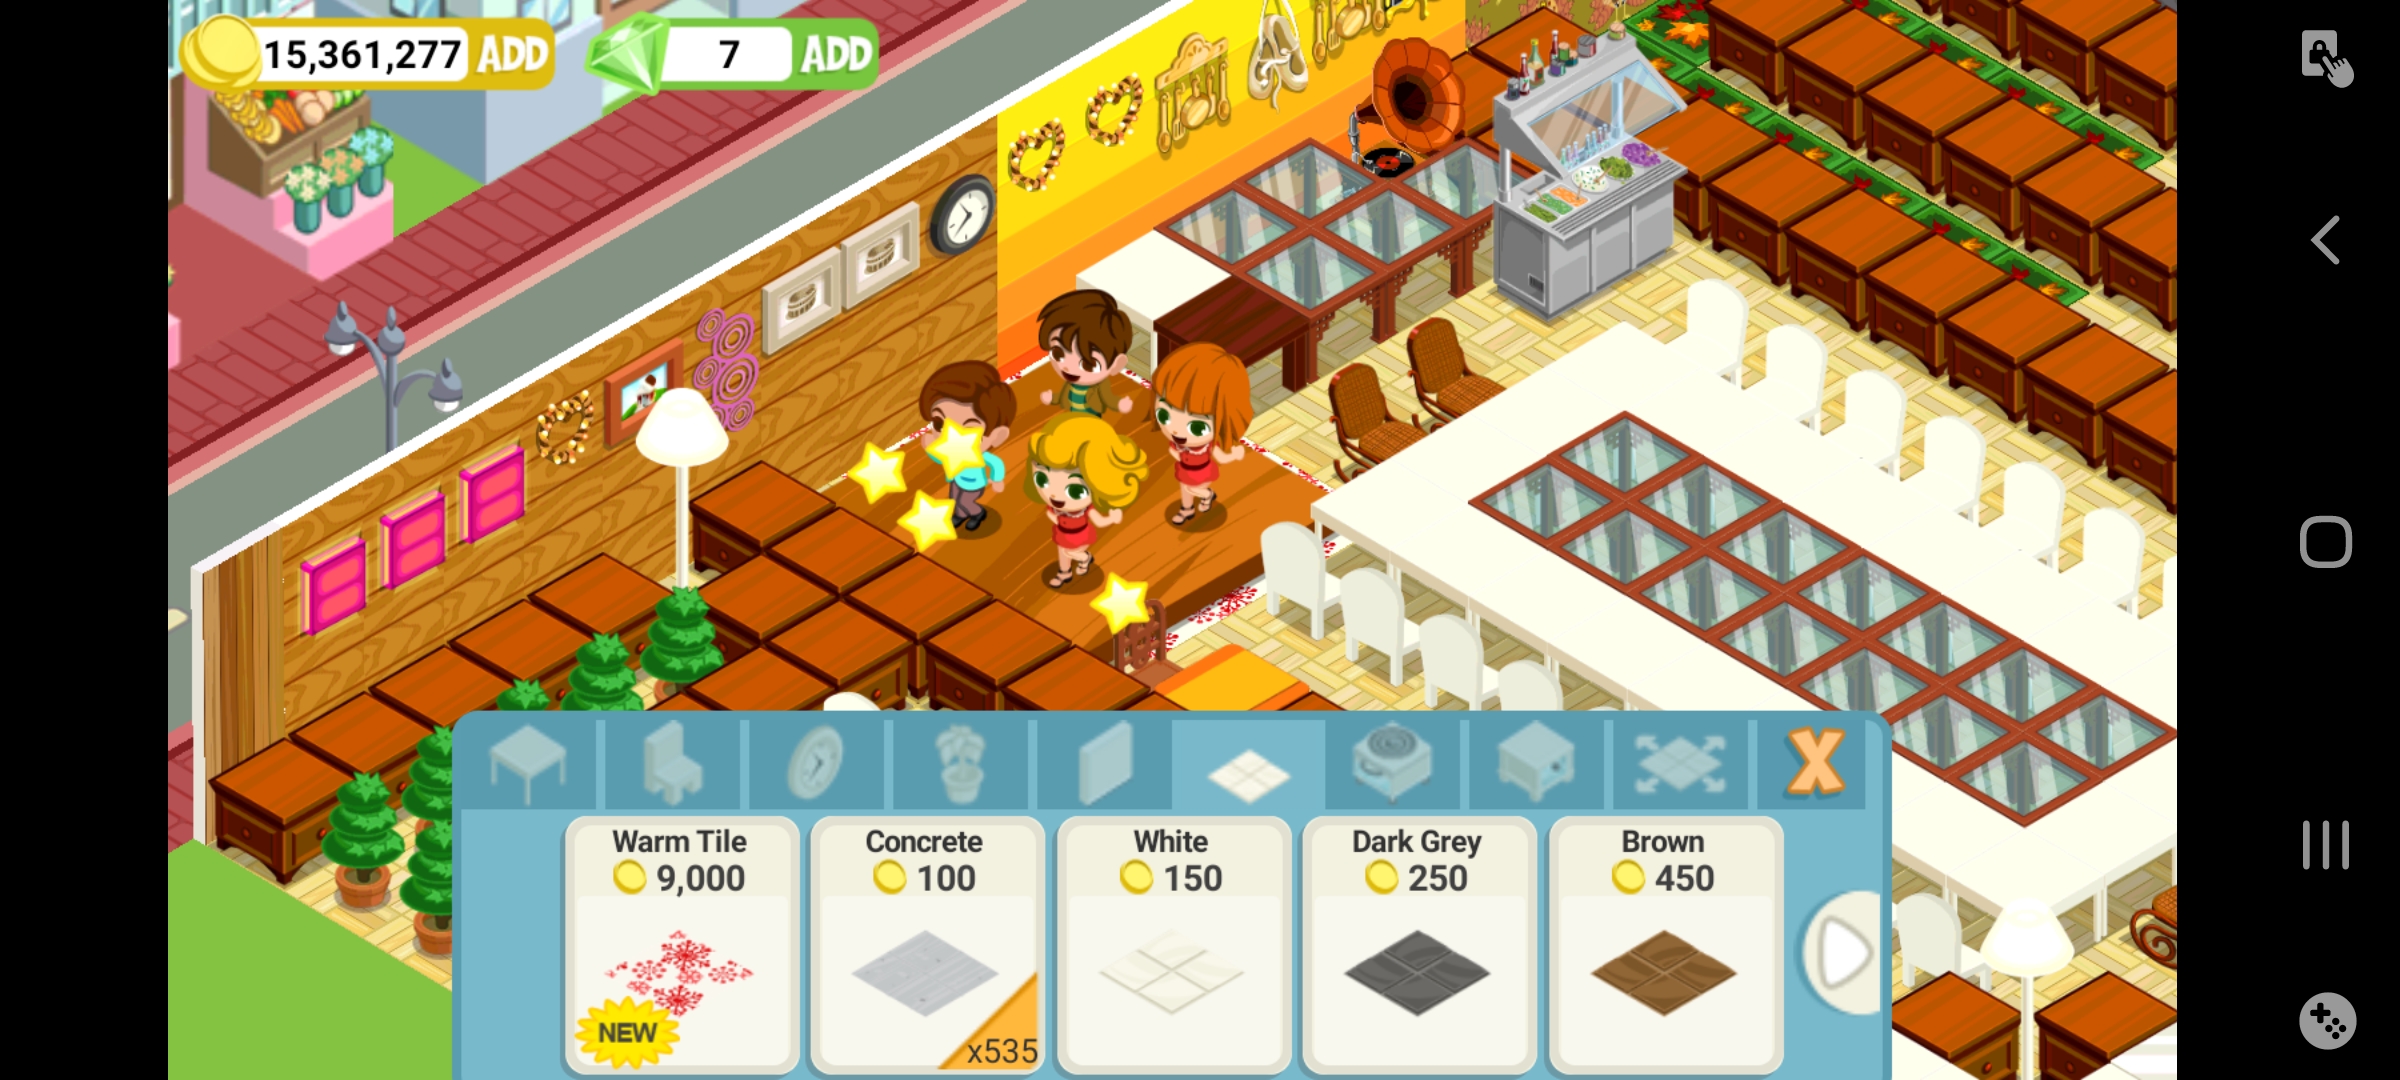 15,361,277 ADD
7 ADD
Warm Tile
9,000
NEW
Concrete
100
x535
White
150
Dark Grey
250
Brown
450
X